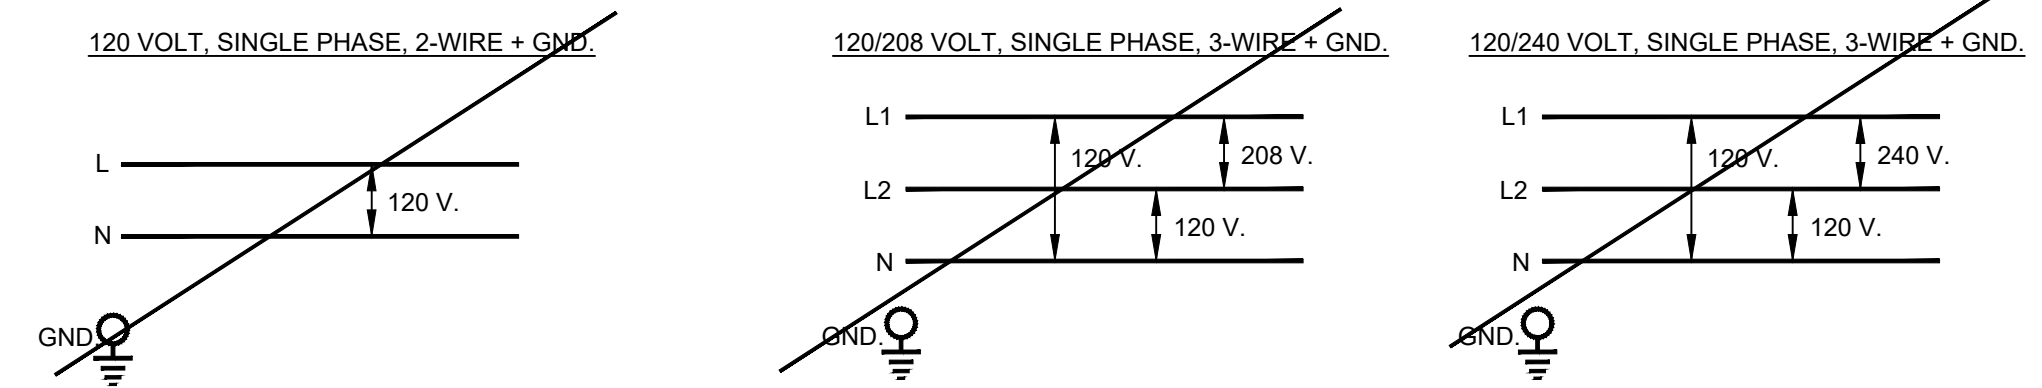 120 VOLT, SINGLE PHASE, 2-WIRE + GND.
L
120 V.
N
GND.
120/208 VOLT, SINGLE PHASE, 3-WIRE + GND.
L1
120 V.
208 V.
L2
120 V.
N
GND.
120/240 VOLT, SINGLE PHASE, 3-WIRE + GND.
L1
120 V.
240 V.
L2
120 V.
N
GND.